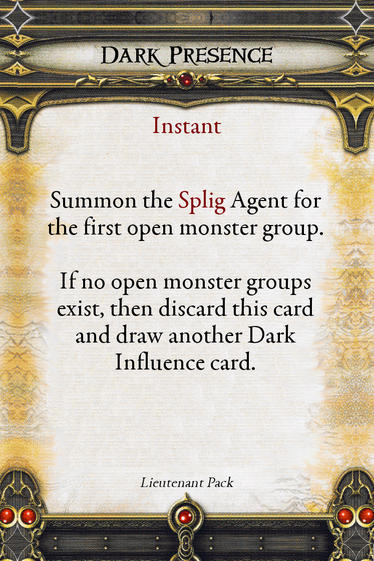 Dark Presence
Instant
Summon the Splig Agent for
the first open monster group.
If no open monster groups
exist, then discard this card
and draw another Dark
Influence card.
Lieutenant Pack